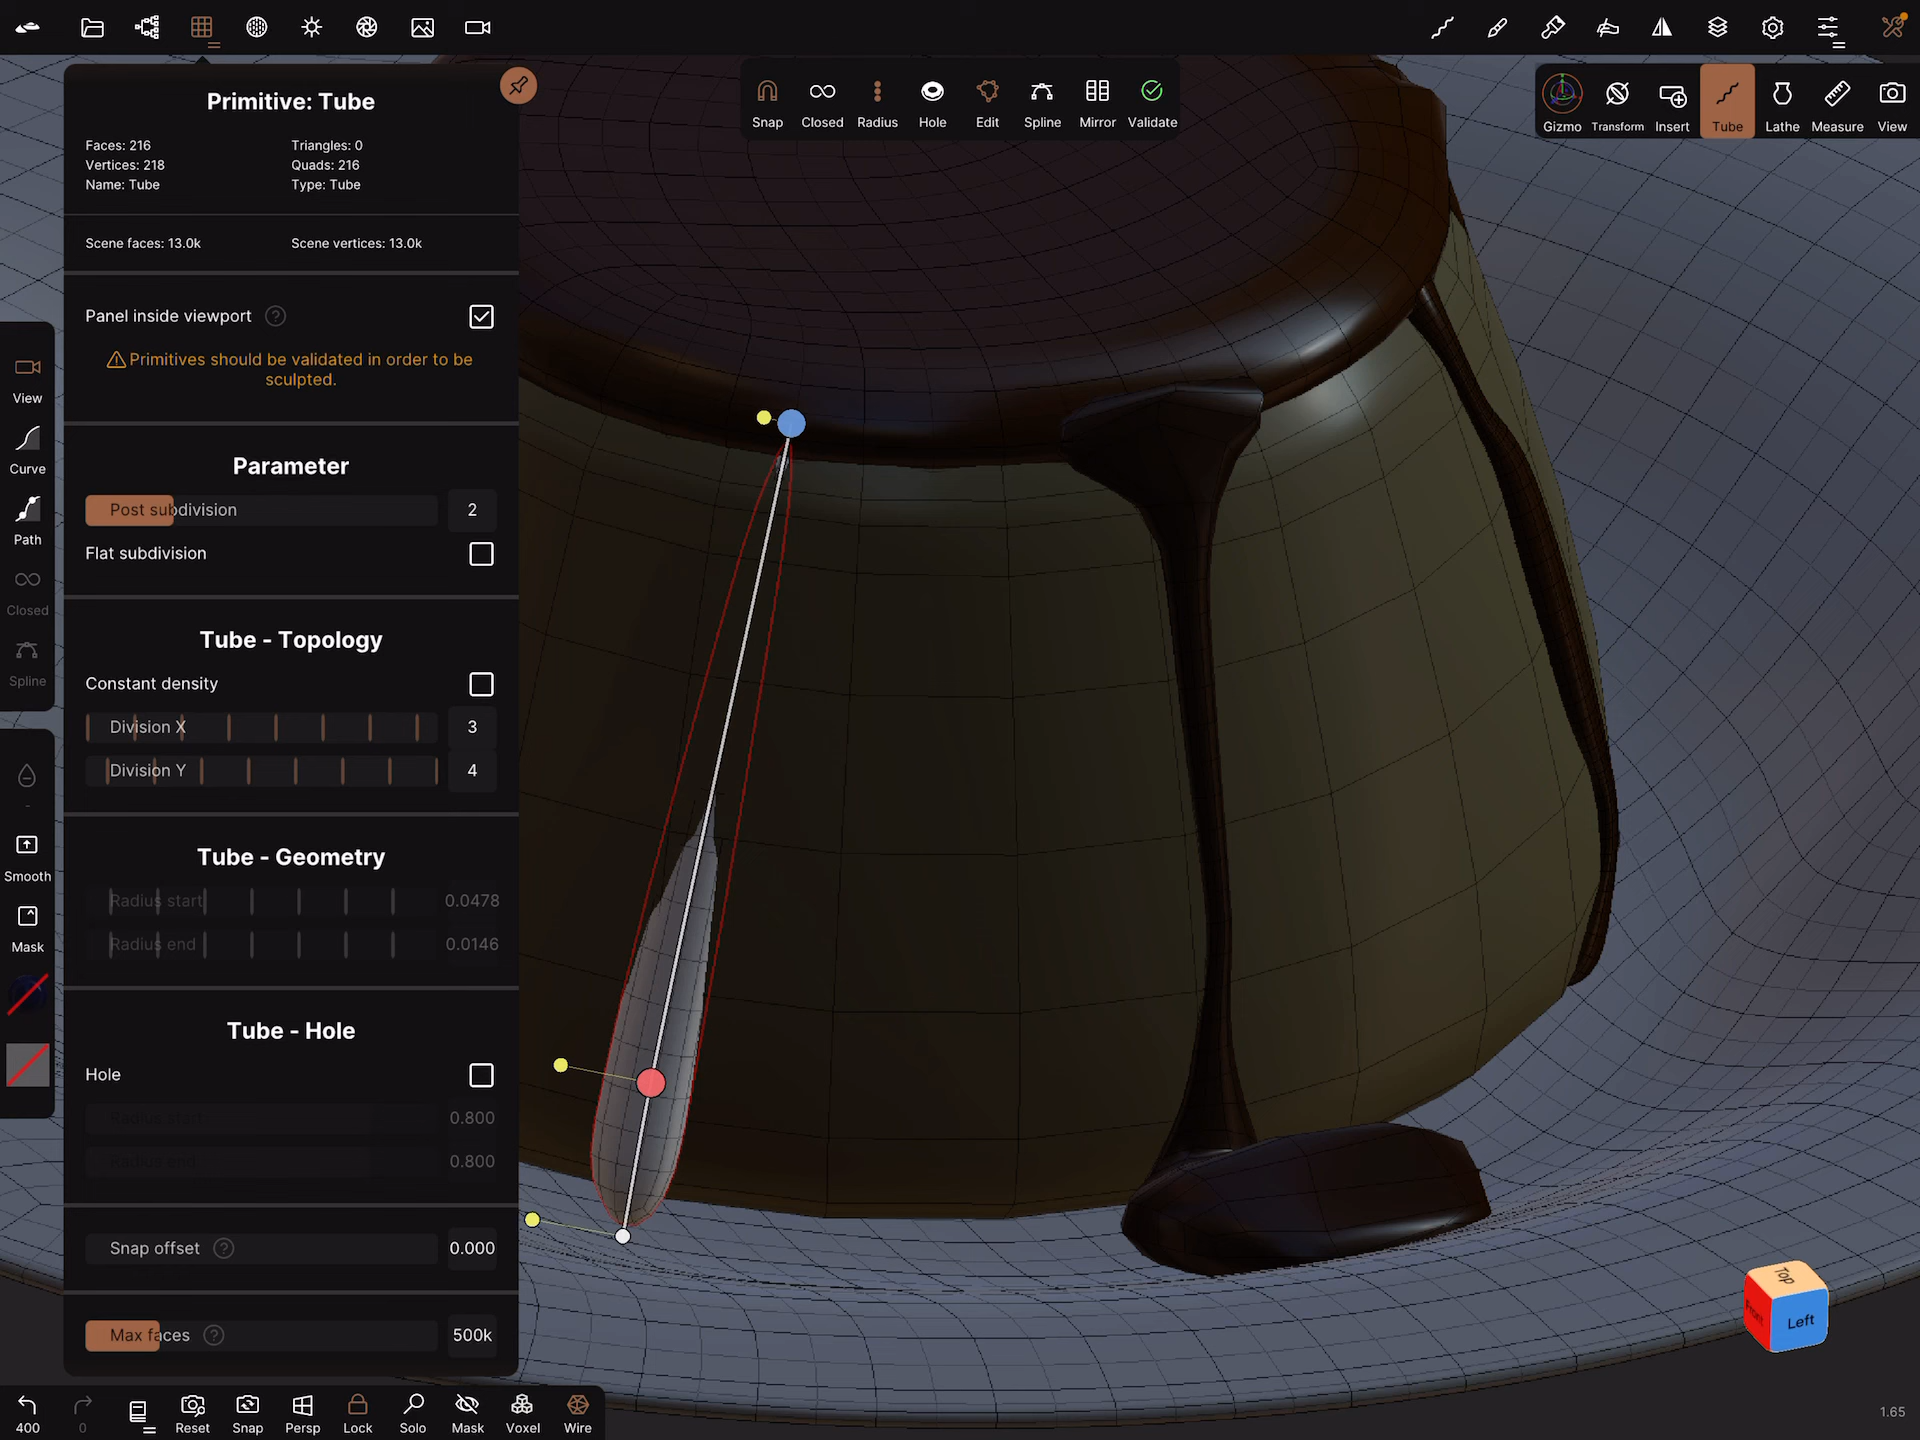 Primitive: Tube
Faces: 216
Triangles: 0
Vertices: 218
Quads: 216
Name: Tube
Type: Tube
Scene faces: 13.0k
Scene vertices: 13.0k
Panel inside viewport ?
Primitives should be validated in order to be
sculpted.
Parameter
Post subdivision 2
Flat subdivision
Tube - Topology
Constant density
Division X 3
Division Y 4
Tube - Geometry
Radius start 0.0478
Radius end 0.0146
Tube - Hole
Hole
Radius start 0.800
Radius end 0.800
Snap offset ? 0.000
Max faces ? 500k
Snap
Closed
Radius
Hole
Edit
Spline
Mirror
Validate
Gizmo
Transform
Insert
Tube
Lathe
Measure
View
View
Curve
Path
Closed
Spline
-
Smooth
Mask
Top
Front
Left
400
0
Reset
Snap
Persp
Lock
Solo
Mask
Voxel
Wire
1.65